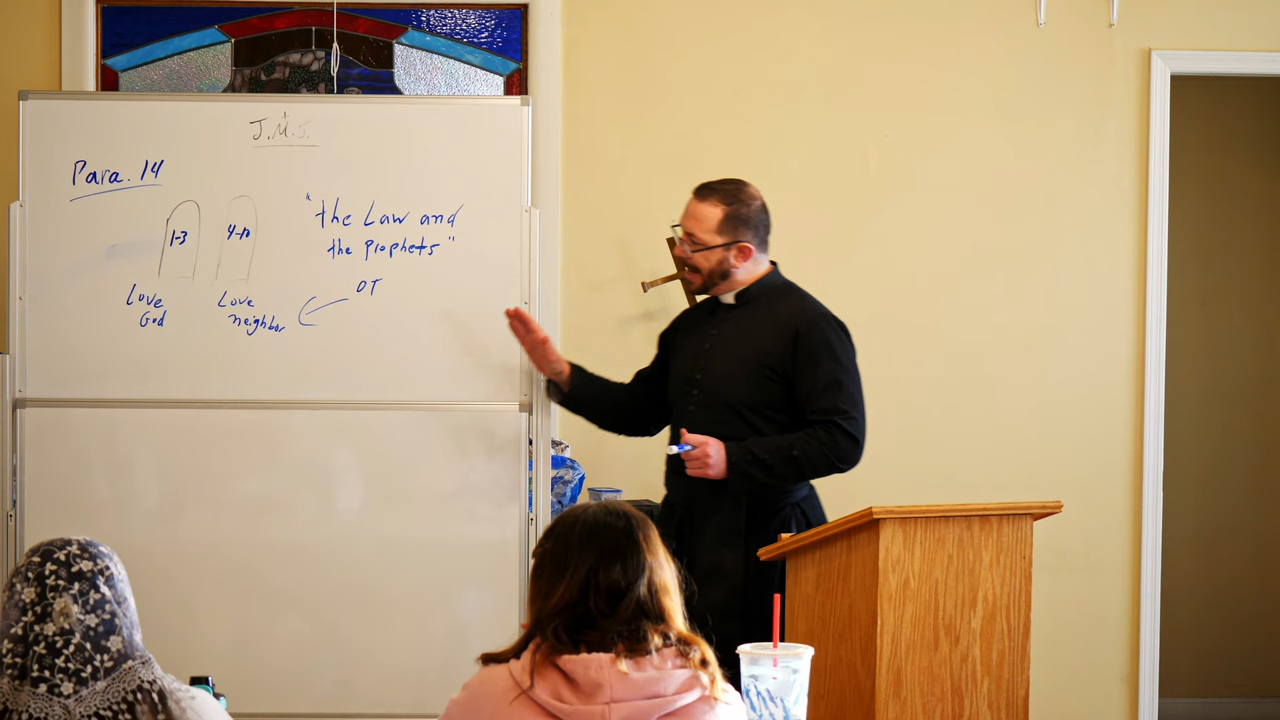 J.M.J.
Para. 14
1-3 4-10
"the Law and
the Prophets"
OT
Love
God
Love
neighbor